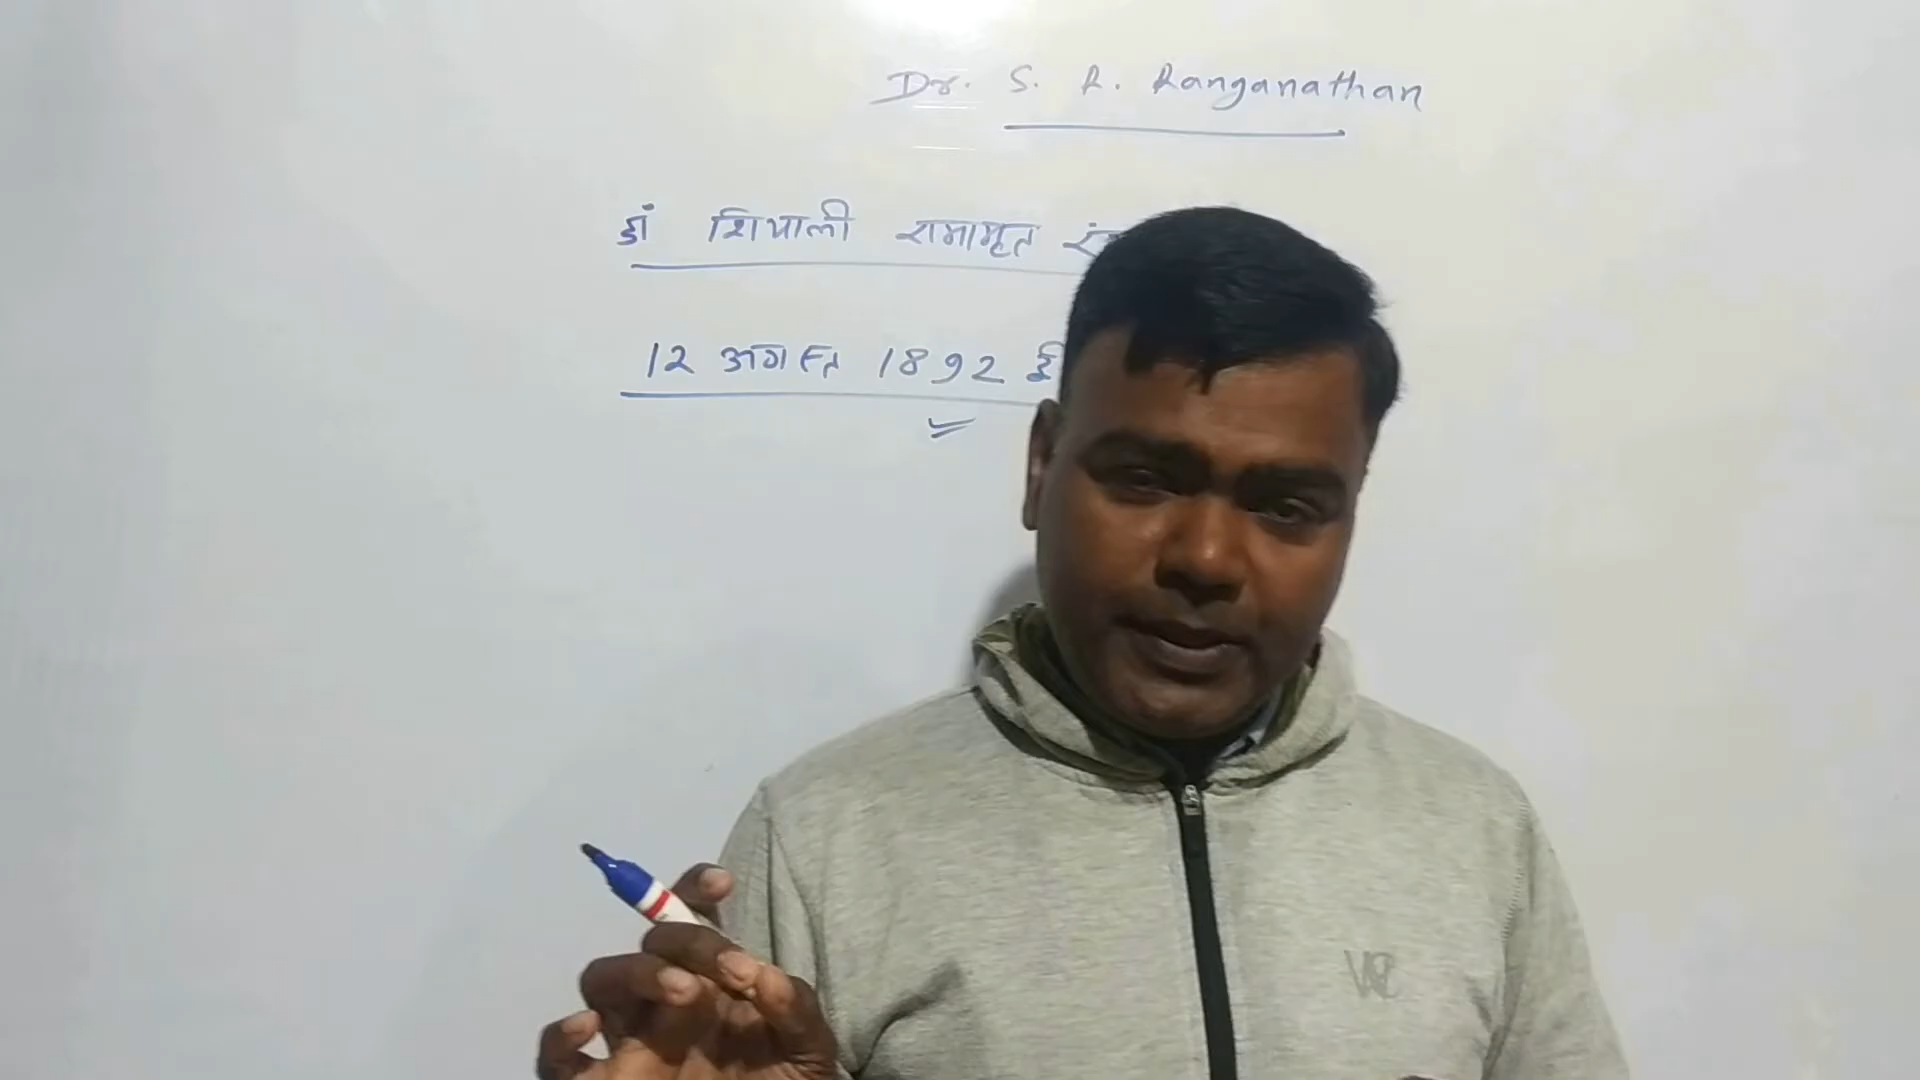 Dr. S. R. Ranganathan
डॉ शियाली रामामृत
12 अगस्त 1892 ई